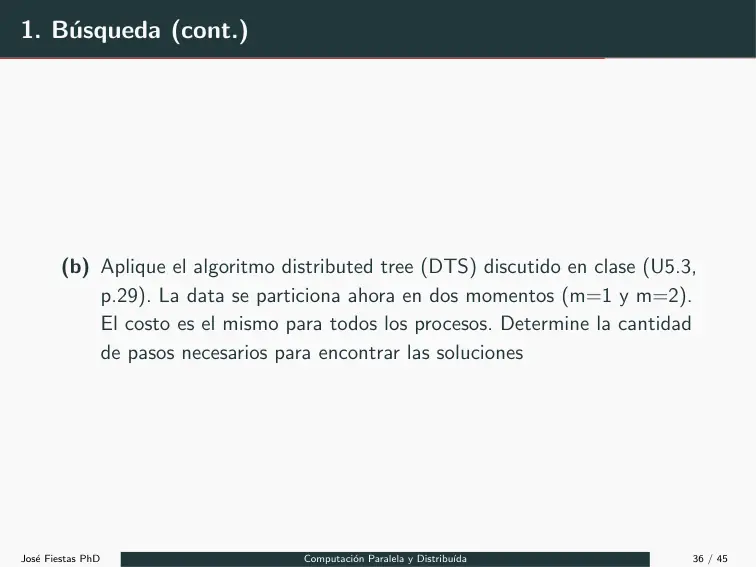 1. Búsqueda (cont.)
(b) Aplique el algoritmo distributed tree (DTS) discutido en clase (U5.3,
p.29). La data se particiona ahora en dos momentos (m=1 y m=2).
El costo es el mismo para todos los procesos. Determine la cantidad
de pasos necesarios para encontrar las soluciones
José Fiestas PhD
Computación Paralela y Distribuída
36 / 45